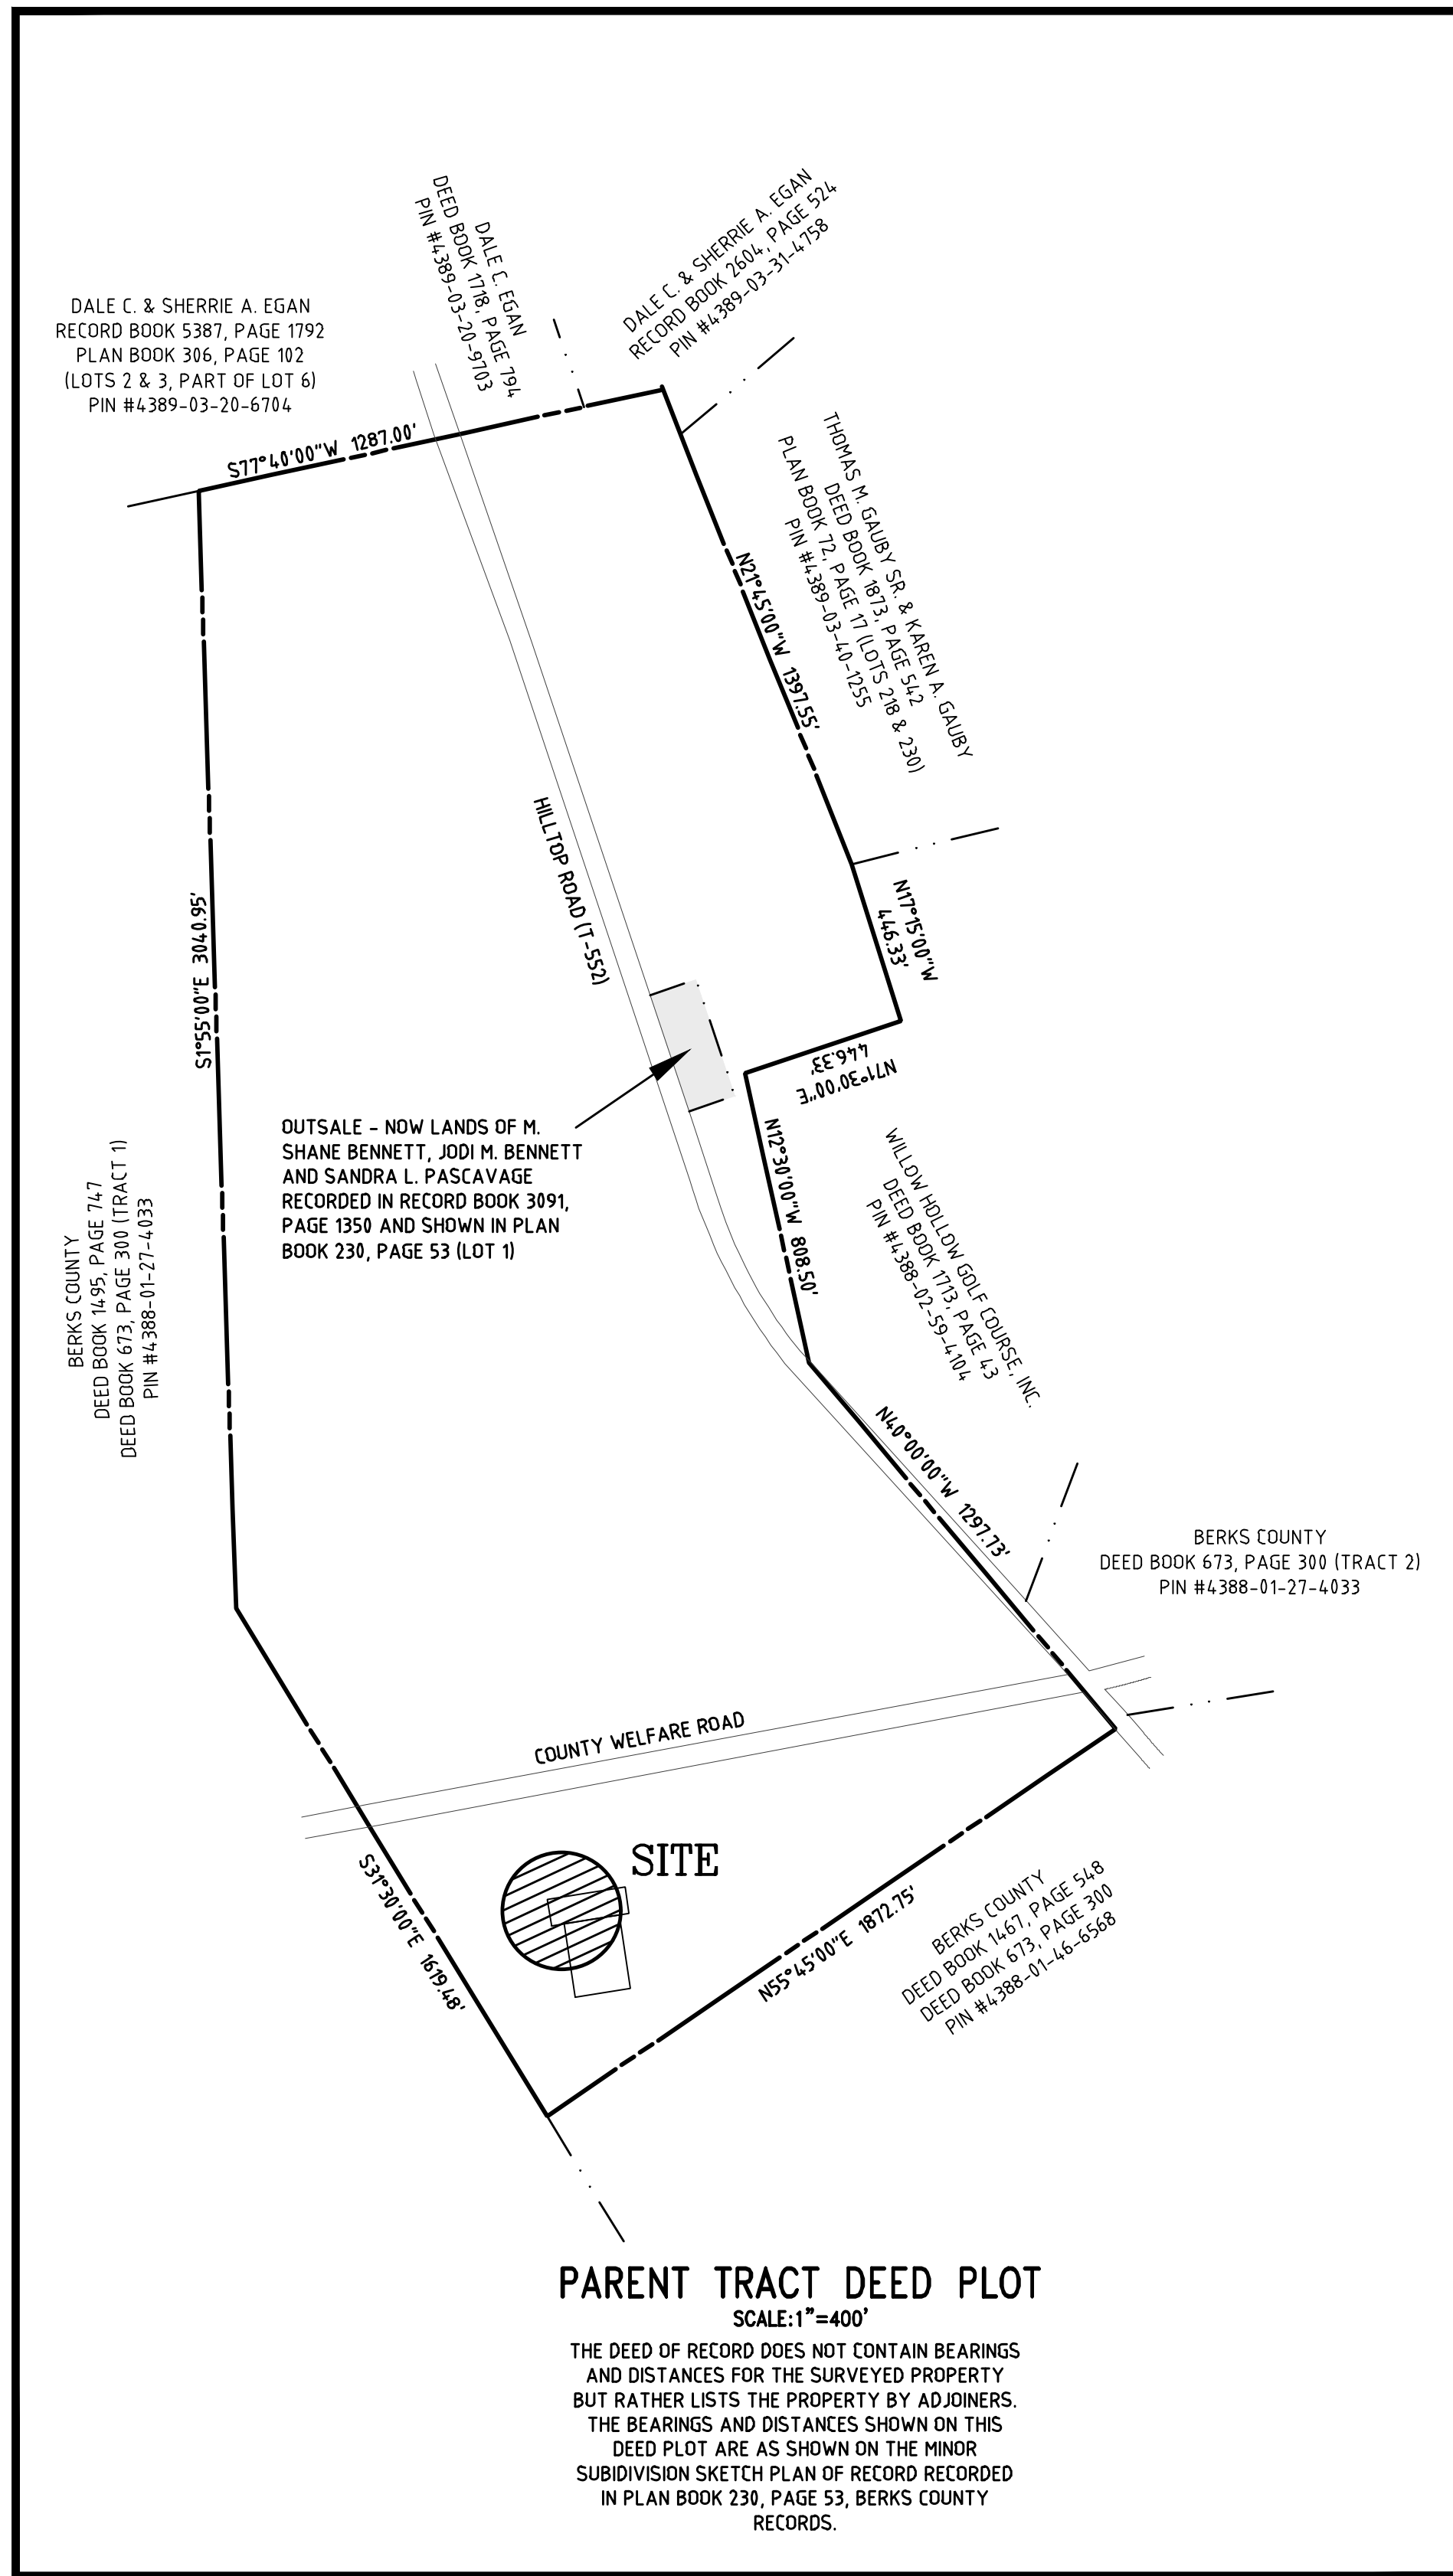 DALE C. EGAN
DEED BOOK 1718, PAGE 794
PIN #4389-03-20-9703
DALE C. & SHERRIE A. EGAN
RECORD BOOK 2604, PAGE 524
PIN #4389-03-31-4758
DALE C. & SHERRIE A. EGAN
RECORD BOOK 5387, PAGE 1792
PLAN BOOK 306, PAGE 102
(LOTS 2 & 3, PART OF LOT 6)
PIN #4389-03-20-6704
S77°40'00"W 1287.00'
THOMAS M. GAUBY SR. & KAREN A. GAUBY
DEED BOOK 1873, PAGE 542
PLAN BOOK 72, PAGE 17 (LOTS 218 & 230)
PIN #4389-03-40-1255
N21°45'00"W 1397.55'
HILLTOP ROAD (T-552)
N17°15'00"W
446.33'
S1°55'00"E 3040.95'
N71°30'00"E
446.33'
OUTSALE - NOW LANDS OF M.
SHANE BENNETT, JODI M. BENNETT
AND SANDRA L. PASCAVAGE
RECORDED IN RECORD BOOK 3091,
PAGE 1350 AND SHOWN IN PLAN
BOOK 230, PAGE 53 (LOT 1)
N12°30'00"W 808.50'
WILLOW HOLLOW GOLF COURSE, INC.
DEED BOOK 1713, PAGE 43
PIN #4388-02-59-4104
BERKS COUNTY
DEED BOOK 1495, PAGE 747
DEED BOOK 673, PAGE 300 (TRACT 1)
PIN #4388-01-27-4033
N40°00'00"W 1297.73'
BERKS COUNTY
DEED BOOK 673, PAGE 300 (TRACT 2)
PIN #4388-01-27-4033
COUNTY WELFARE ROAD
SITE
S31°30'00"E 1619.48'
N55°45'00"E 1872.75'
BERKS COUNTY
DEED BOOK 1467, PAGE 548
DEED BOOK 673, PAGE 300
PIN #4388-01-46-6568
PARENT TRACT DEED PLOT
SCALE:1"=400'
THE DEED OF RECORD DOES NOT CONTAIN BEARINGS
AND DISTANCES FOR THE SURVEYED PROPERTY
BUT RATHER LISTS THE PROPERTY BY ADJOINERS.
THE BEARINGS AND DISTANCES SHOWN ON THIS
DEED PLOT ARE AS SHOWN ON THE MINOR
SUBIDIVISION SKETCH PLAN OF RECORD RECORDED
IN PLAN BOOK 230, PAGE 53, BERKS COUNTY
RECORDS.